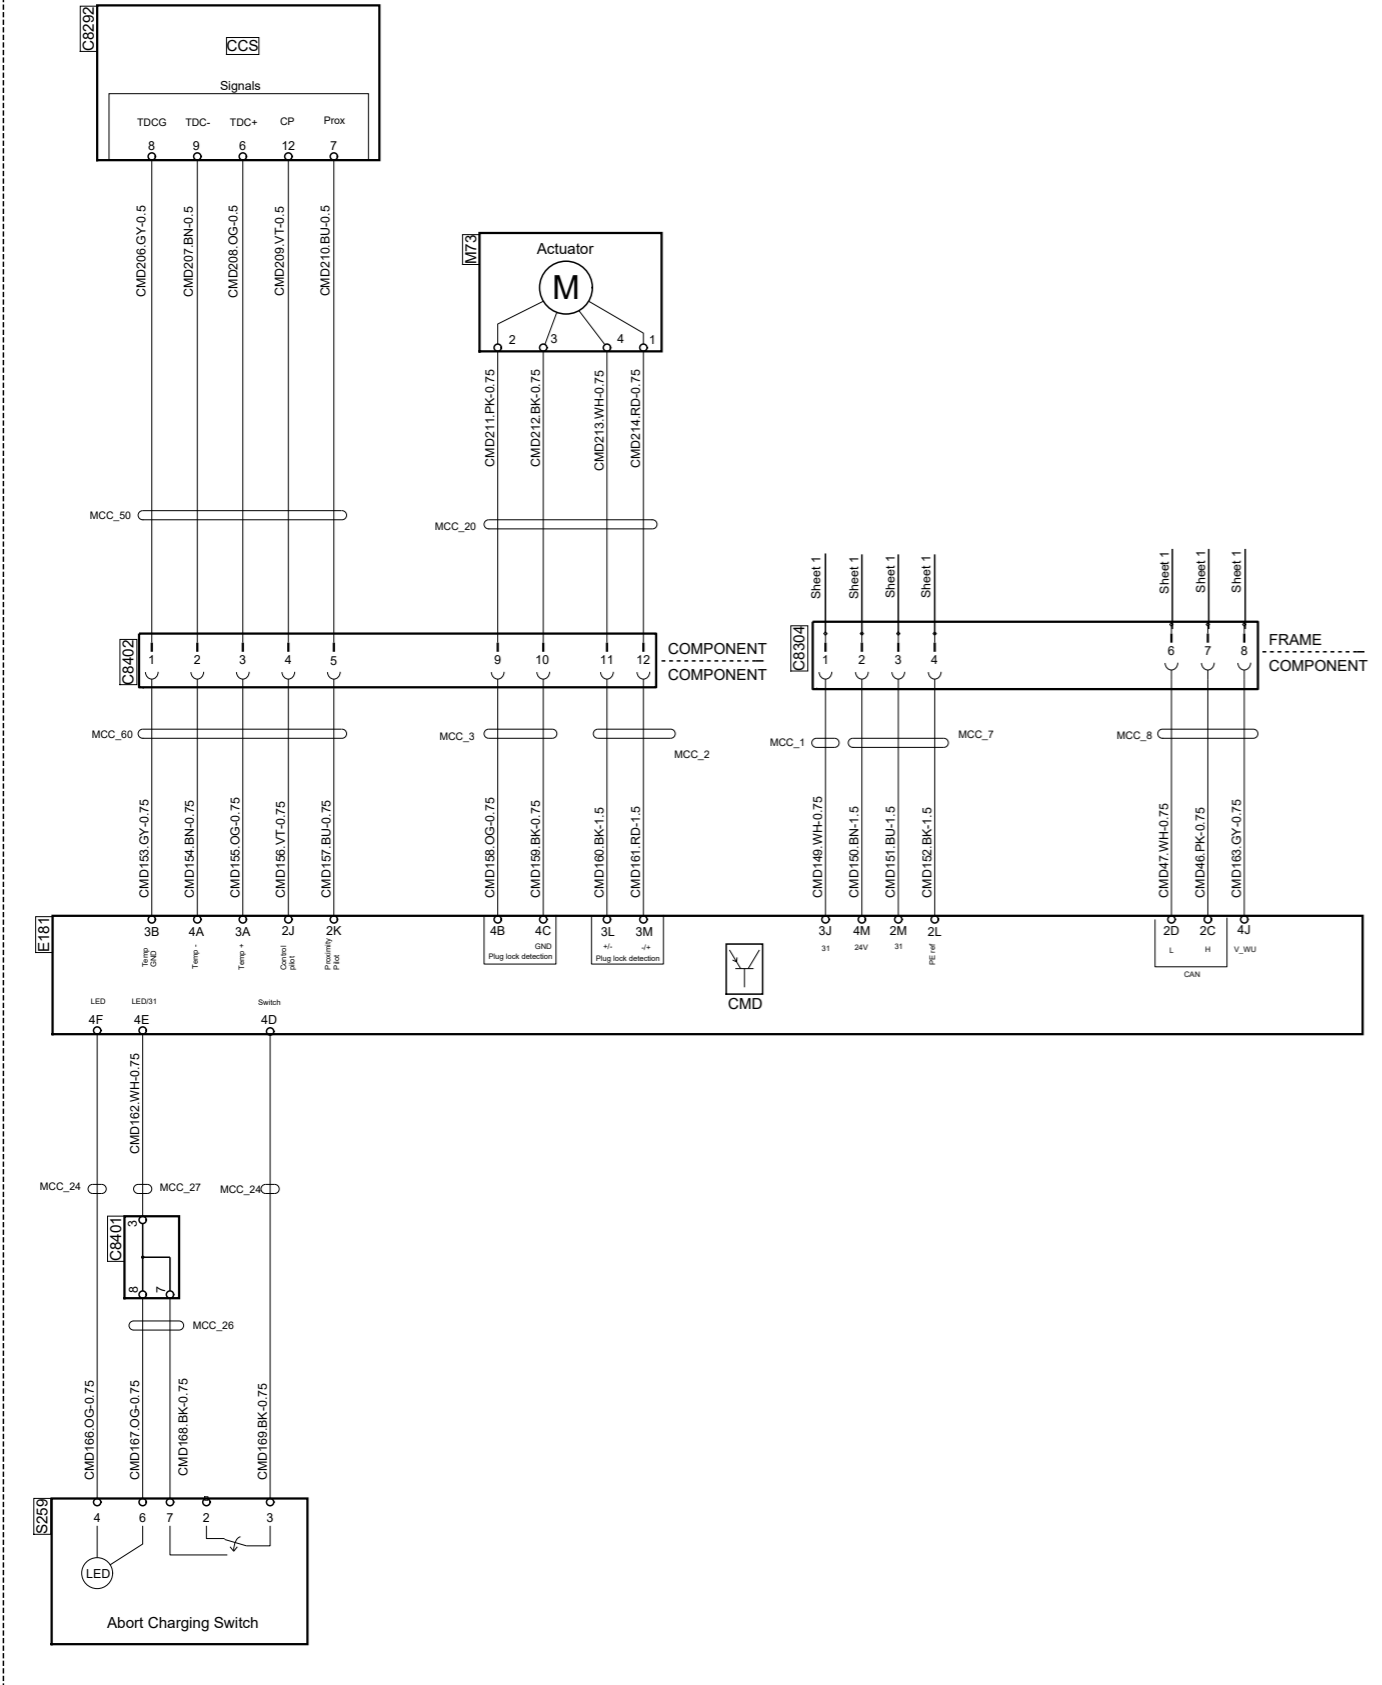 C8292
CCS
Signals
TDCG TDC- TDC+ CP Prox
8 9 6 12 7
CMD206.GY-0.5
CMD207.BN-0.5
CMD208.OG-0.5
CMD209.VT-0.5
CMD210.BU-0.5
M73
Actuator
M
2 3 4 1
CMD211.PK-0.75
CMD212.BK-0.75
CMD213.WH-0.75
CMD214.RD-0.75
MCC_50
MCC_20
Sheet 1
Sheet 1
Sheet 1
Sheet 1
Sheet 1
Sheet 1
Sheet 1
C8402
1 2 3 4 5 9 10 11 12
COMPONENT
COMPONENT
C8304
1 2 3 4 6 7 8
FRAME
COMPONENT
MCC_60
MCC_3
MCC_2
MCC_1
MCC_7
MCC_8
CMD153.GY-0.75
CMD154.BN-0.75
CMD155.OG-0.75
CMD156.VT-0.75
CMD157.BU-0.75
CMD158.OG-0.75
CMD159.BK-0.75
CMD160.BK-1.5
CMD161.RD-1.5
CMD149.WH-0.75
CMD150.BN-1.5
CMD151.BU-1.5
CMD152.BK-1.5
CMD47.WH-0.75
CMD46.PK-0.75
CMD163.GY-0.75
E181
3B 4A 3A 2J 2K 4B 4C 3L 3M 3J 4M 2M 2L 2D 2C 4J
Temp
GND
Temp -
Temp +
Control
pilot
Proximity
Pilot
GND
Plug lock detection
+/- -/+
Plug lock detection
31 24V 31
PE ref
L H V_WU
CAN
CMD
LED LED/31 Switch
4F 4E 4D
CMD162.WH-0.75
MCC_24
MCC_27
MCC_24
C8401
3
8 7
MCC_26
CMD166.OG-0.75
CMD167.OG-0.75
CMD168.BK-0.75
CMD169.BK-0.75
S259
4 6 7 2 3
LED
Abort Charging Switch